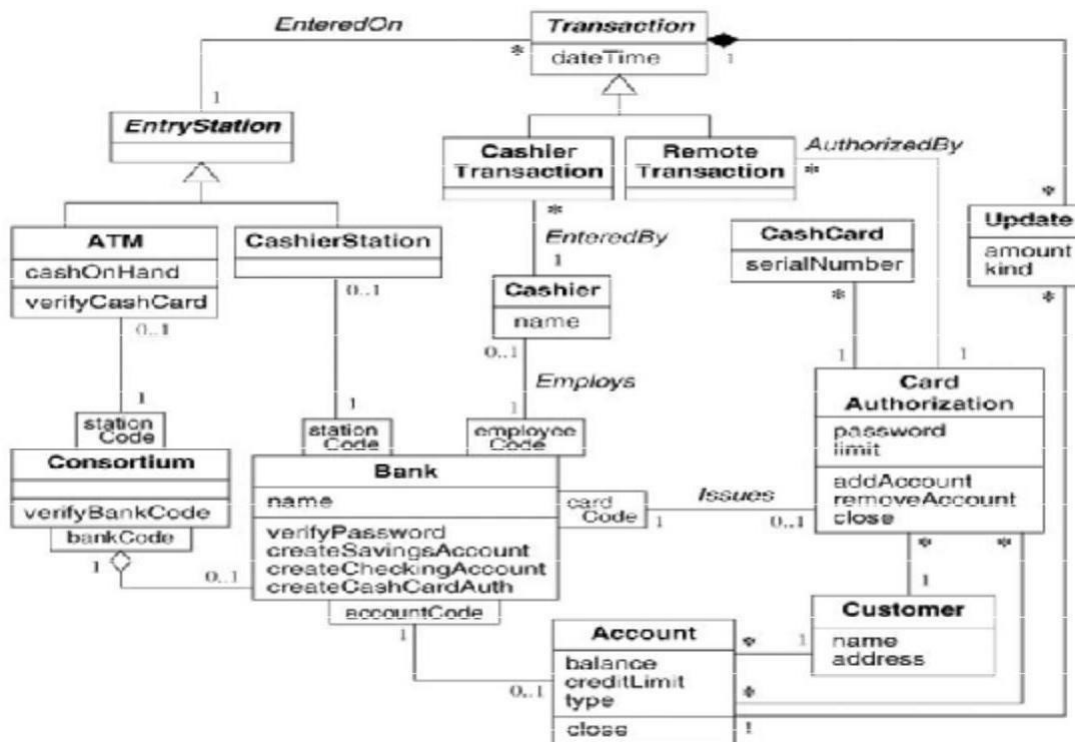 EnteredOn
Transaction
dateTime
*
1
1
EntryStation
Cashier
Transaction
Remote
Transaction
AuthorizedBy
*
*
*
ATM
cashOnHand
verifyCashCard
CashierStation
EnteredBy
CashCard
serialNumber
Update
amount
kind
0..1
0..1
1
*
*
Cashier
name
0..1
Employs
1
1
1
1
1
Card
Authorization
password
limit
addAccount
removeAccount
close
station
Code
station
Code
employee
Code
Consortium
verifyBankCode
bankCode
Bank
name
verifyPassword
createSavingsAccount
createCheckingAccount
createCashCardAuth
accountCode
card
Code
Issues
1
0..1
1
0..1
*
*
1
1
0..1
Account
balance
creditLimit
type
close
*
1
*
1
Customer
name
address